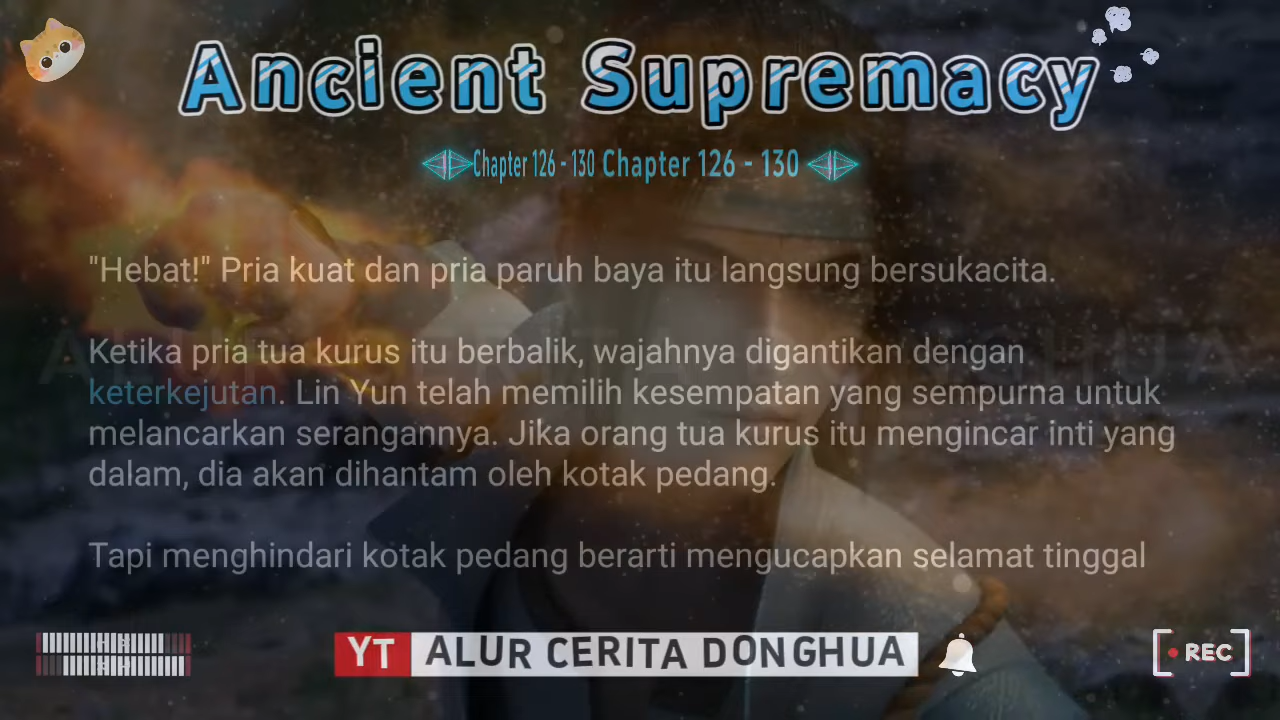 Ancient Supremacy
Chapter 126 - 130 Chapter 126 - 130
"Hebat!" Pria kuat dan pria paruh baya itu langsung bersukacita.
Ketika pria tua kurus itu berbalik, wajahnya digantikan dengan
keterkejutan. Lin Yun telah memilih kesempatan yang sempurna untuk
melancarkan serangannya. Jika orang tua kurus itu mengincar inti yang
dalam, dia akan dihantam oleh kotak pedang.
Tapi menghindari kotak pedang berarti mengucapkan selamat tinggal
YT ALUR CERITA DONGHUA
REC